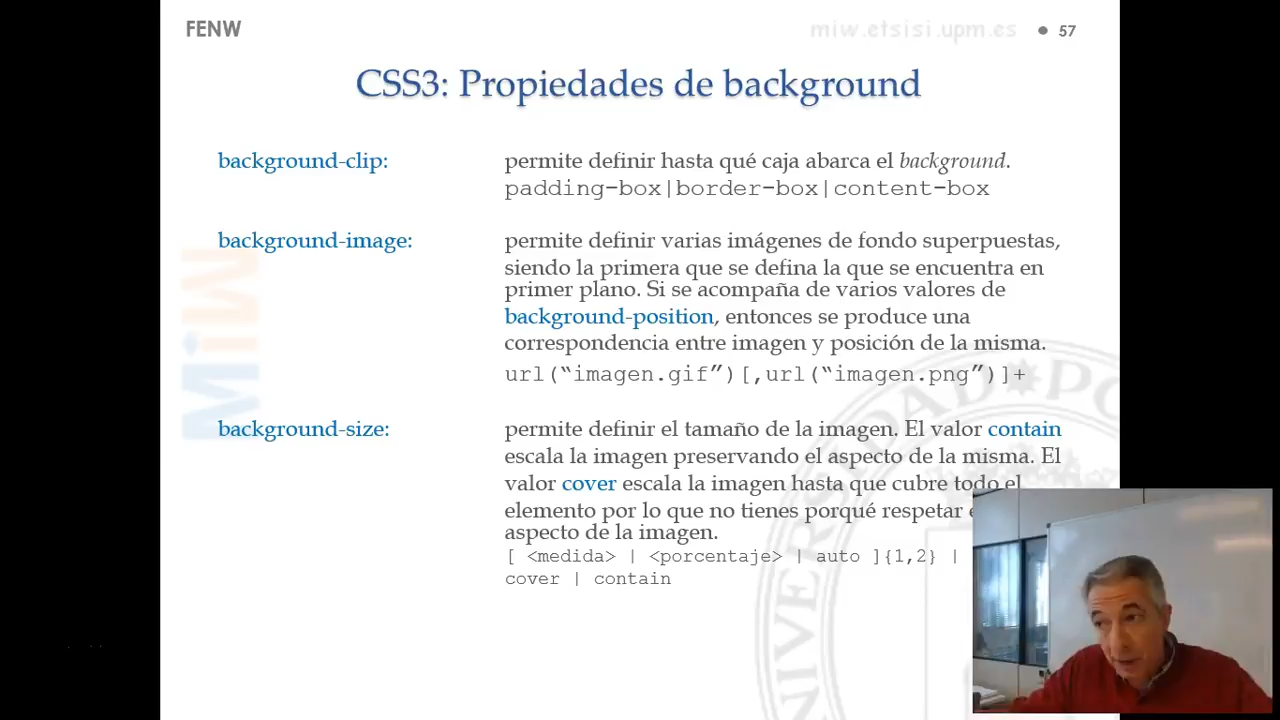 FENW
miw.etsisi.upm.es
57
CSS3: Propiedades de background
background-clip:
permite definir hasta qué caja abarca el background.
padding-box|border-box|content-box
background-image:
permite definir varias imágenes de fondo superpuestas,
siendo la primera que se defina la que se encuentra en
primer plano. Si se acompaña de varios valores de
background-position, entonces se produce una
correspondencia entre imagen y posición de la misma.
url(“imagen.gif”)[,url(“imagen.png”)]+
background-size:
permite definir el tamaño de la imagen. El valor contain
escala la imagen preservando el aspecto de la misma. El
valor cover escala la imagen hasta que cubre todo el
elemento por lo que no tienes porqué respetar
aspecto de la imagen.
[ <medida> | <porcentaje> | auto ]{1,2} |
cover | contain
MiW
UNIVERSIDAD PO